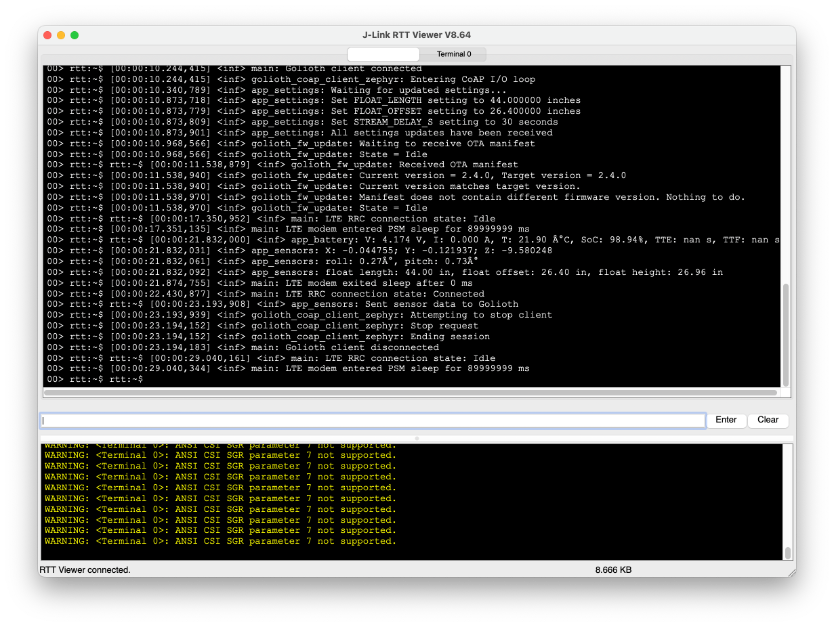 J-Link RTT Viewer V8.64
Terminal 0
00> rtt:~$ [00:00:10.244,415] <inf> main: Golioth client connected
00> rtt:~$ [00:00:10.244,415] <inf> golioth_coap_client_zephyr: Entering CoAP I/O loop
00> rtt:~$ [00:00:10.340,789] <inf> app_settings: Waiting for updated settings...
00> rtt:~$ [00:00:10.873,718] <inf> app_settings: Set FLOAT_LENGTH setting to 44.000000 inches
00> rtt:~$ [00:00:10.873,779] <inf> app_settings: Set FLOAT_OFFSET setting to 26.400000 inches
00> rtt:~$ [00:00:10.873,809] <inf> app_settings: Set STREAM_DELAY_S setting to 30 seconds
00> rtt:~$ [00:00:10.873,901] <inf> app_settings: All settings updates have been received
00> rtt:~$ [00:00:10.968,566] <inf> golioth_fw_update: Waiting to receive OTA manifest
00> rtt:~$ [00:00:10.968,566] <inf> golioth_fw_update: State = Idle
00> rtt:~$ rtt:~$ [00:00:11.538,879] <inf> golioth_fw_update: Received OTA manifest
00> rtt:~$ [00:00:11.538,940] <inf> golioth_fw_update: Current version = 2.4.0, Target version = 2.4.0
00> rtt:~$ [00:00:11.538,940] <inf> golioth_fw_update: Current version matches target version.
00> rtt:~$ [00:00:11.538,970] <inf> golioth_fw_update: Manifest does not contain different firmware version. Nothing to do.
00> rtt:~$ [00:00:11.538,970] <inf> golioth_fw_update: State = Idle
00> rtt:~$ rtt:~$ [00:00:17.350,952] <inf> main: LTE RRC connection state: Idle
00> rtt:~$ [00:00:17.351,135] <inf> main: LTE modem entered PSM sleep for 89999999 ms
00> rtt:~$ rtt:~$ [00:00:21.832,000] <inf> app_battery: V: 4.174 V, I: 0.000 A, T: 21.90 Â°C, SoC: 98.94%, TTE: nan s, TTF: nan s
00> rtt:~$ [00:00:21.832,031] <inf> app_sensors: X: -0.044755; Y: -0.121937; Z: -9.580248
00> rtt:~$ [00:00:21.832,061] <inf> app_sensors: roll: 0.27Â°, pitch: 0.73Â°
00> rtt:~$ [00:00:21.832,092] <inf> app_sensors: float length: 44.00 in, float offset: 26.40 in, float height: 26.96 in
00> rtt:~$ [00:00:21.874,755] <inf> main: LTE modem exited sleep after 0 ms
00> rtt:~$ [00:00:22.430,877] <inf> main: LTE RRC connection state: Connected
00> rtt:~$ rtt:~$ [00:00:23.193,908] <inf> app_sensors: Sent sensor data to Golioth
00> rtt:~$ [00:00:23.193,939] <inf> golioth_coap_client_zephyr: Attempting to stop client
00> rtt:~$ [00:00:23.194,152] <inf> golioth_coap_client_zephyr: Stop request
00> rtt:~$ [00:00:23.194,152] <inf> golioth_coap_client_zephyr: Ending session
00> rtt:~$ [00:00:23.194,183] <inf> main: Golioth client disconnected
00> rtt:~$ rtt:~$ [00:00:29.040,161] <inf> main: LTE RRC connection state: Idle
00> rtt:~$ [00:00:29.040,344] <inf> main: LTE modem entered PSM sleep for 89999999 ms
00> rtt:~$ rtt:~$
Enter
Clear
WARNING: <Terminal 0>: ANSI CSI SGR parameter 7 not supported.
WARNING: <Terminal 0>: ANSI CSI SGR parameter 7 not supported.
WARNING: <Terminal 0>: ANSI CSI SGR parameter 7 not supported.
WARNING: <Terminal 0>: ANSI CSI SGR parameter 7 not supported.
WARNING: <Terminal 0>: ANSI CSI SGR parameter 7 not supported.
WARNING: <Terminal 0>: ANSI CSI SGR parameter 7 not supported.
WARNING: <Terminal 0>: ANSI CSI SGR parameter 7 not supported.
WARNING: <Terminal 0>: ANSI CSI SGR parameter 7 not supported.
WARNING: <Terminal 0>: ANSI CSI SGR parameter 7 not supported.
WARNING: <Terminal 0>: ANSI CSI SGR parameter 7 not supported.
RTT Viewer connected.
8.666 KB